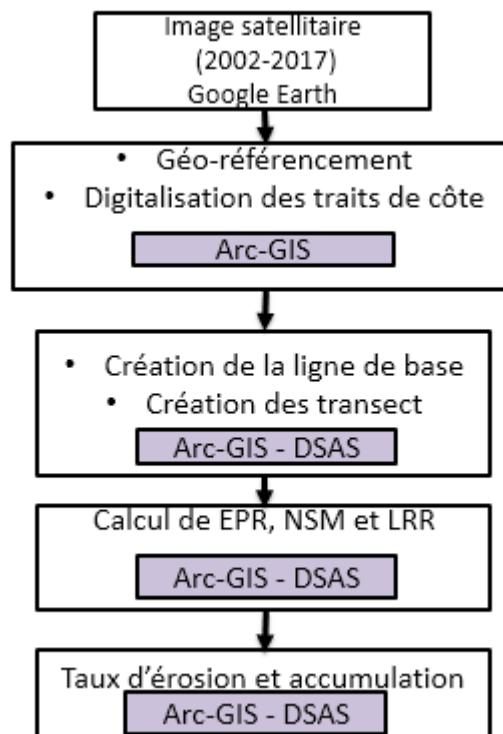 Image satellitaire
(2002-2017)
Google Earth
• Géo-référencement
• Digitalisation des traits de côte
Arc-GIS
• Création de la ligne de base
• Création des transect
Arc-GIS - DSAS
Calcul de EPR, NSM et LRR
Arc-GIS - DSAS
Taux d'érosion et accumulation
Arc-GIS - DSAS